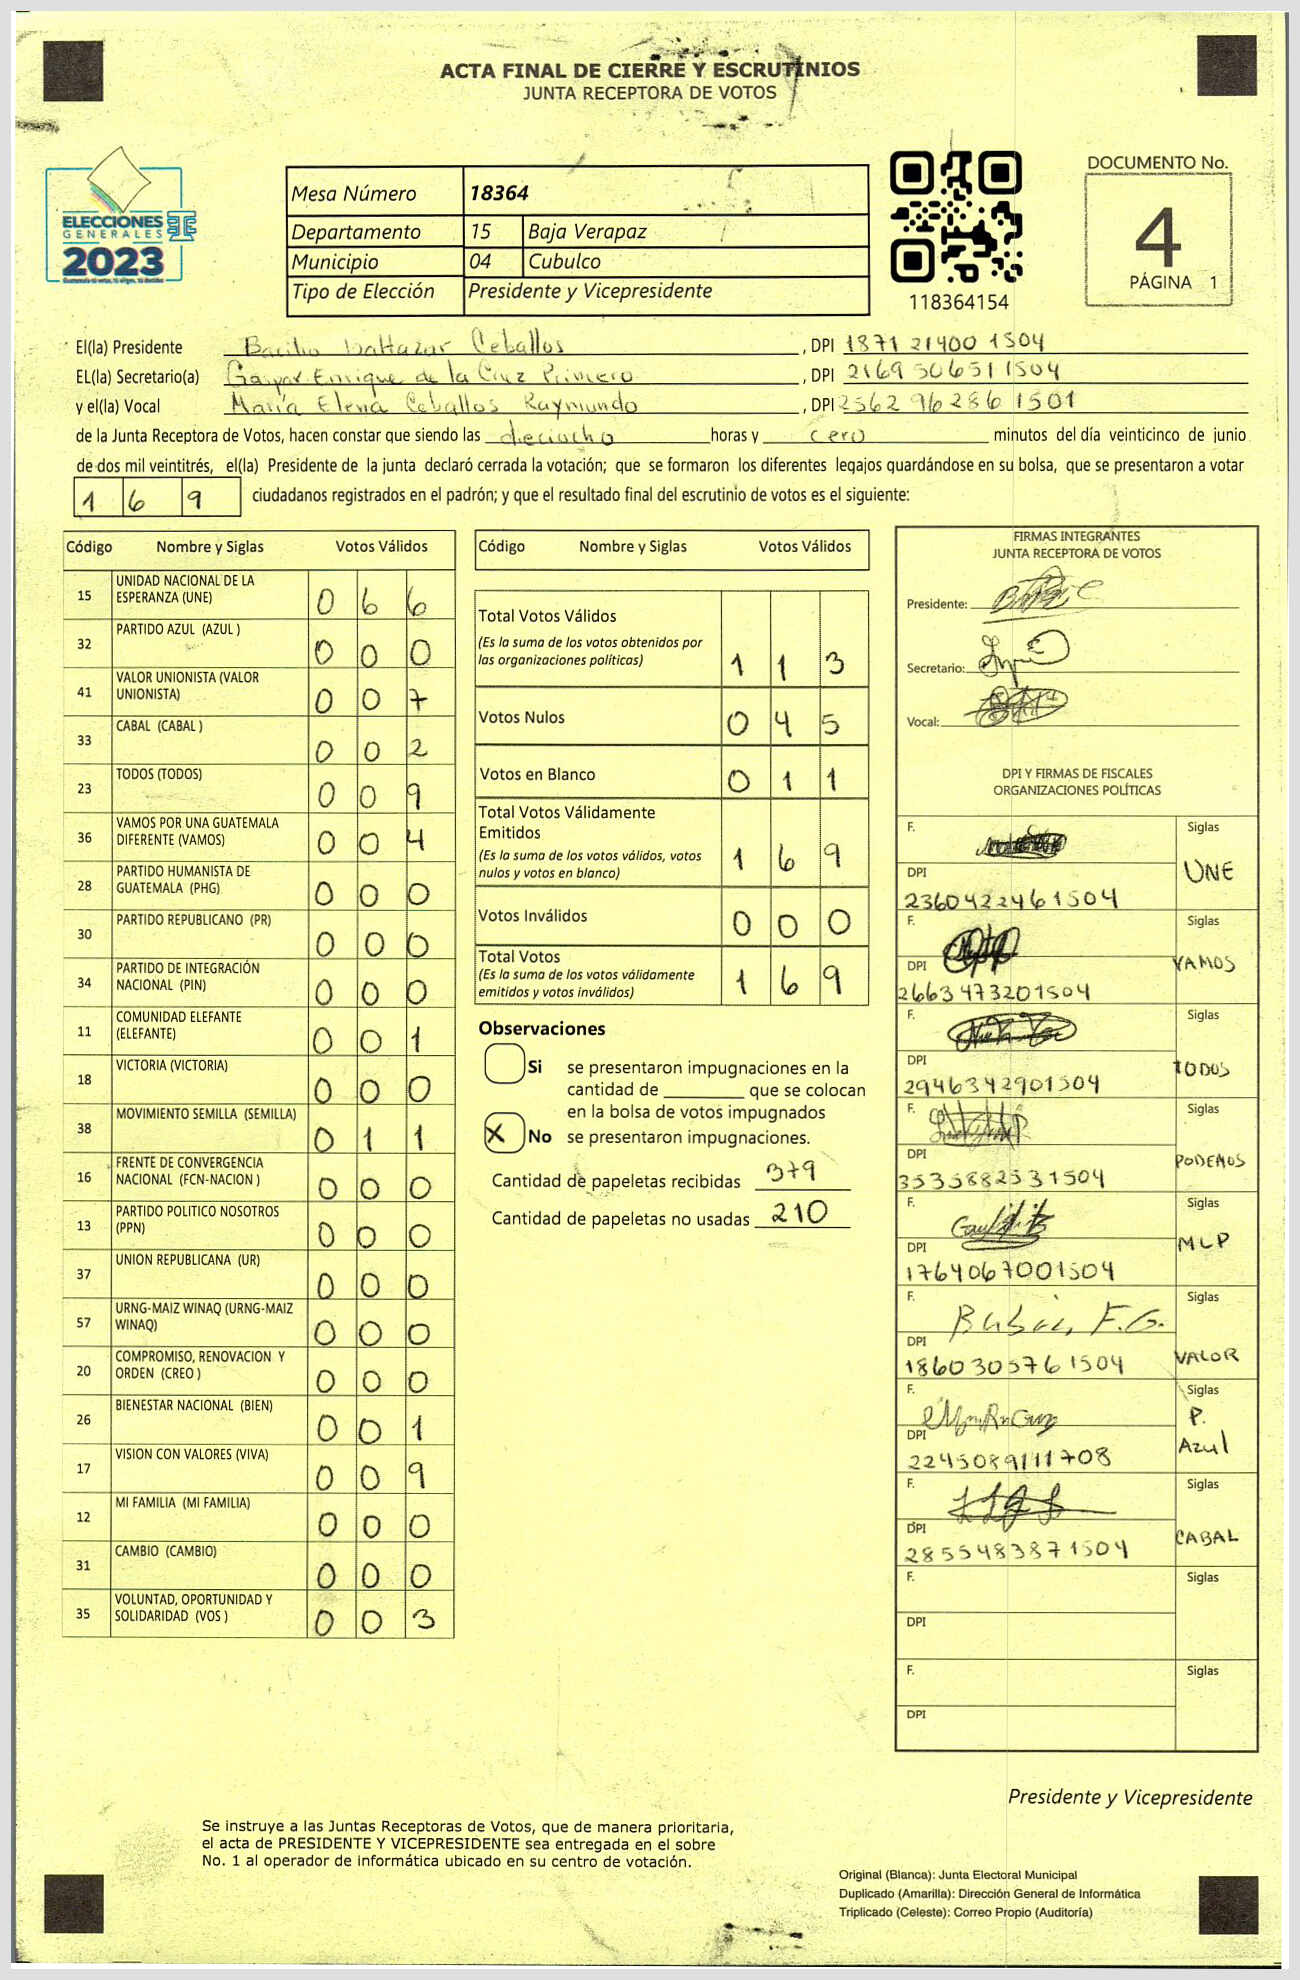 ACTA FINAL DE CIERRE Y ESCRUTINIOS
JUNTA RECEPTORA DE VOTOS
ELECCIONES
GENERALES
2023
Mesa Número 18364
Departamento 15 Baja Verapaz
Municipio 04 Cubulco
Tipo de Elección Presidente y Vicepresidente
118364154
DOCUMENTO No.
4
PÁGINA 1
El(la) Presidente Basilio Baltazar Ceballos, DPI 1871 21400 1504
EL(la) Secretario(a) Gaspar Enrique de la Cruz Primero, DPI 2169 50651 1504
y el(la) Vocal María Elena Ceballos Raymundo, DPI 2562 96286 1501
de la Junta Receptora de Votos, hacen constar que siendo las dieciocho horas y cero minutos del día veinticinco de junio
de dos mil veintitrés, el(la) Presidente de la junta declaró cerrada la votación; que se formaron los diferentes legajos guardándose en su bolsa, que se presentaron a votar
1 6 9 ciudadanos registrados en el padrón; y que el resultado final del escrutinio de votos es el siguiente:
Código Nombre y Siglas Votos Válidos
15 UNIDAD NACIONAL DE LA ESPERANZA (UNE) 0 6 6
32 PARTIDO AZUL (AZUL ) 0 0 0
41 VALOR UNIONISTA (VALOR UNIONISTA) 0 0 7
33 CABAL (CABAL ) 0 0 2
23 TODOS (TODOS) 0 0 9
36 VAMOS POR UNA GUATEMALA DIFERENTE (VAMOS) 0 0 4
28 PARTIDO HUMANISTA DE GUATEMALA (PHG) 0 0 0
30 PARTIDO REPUBLICANO (PR) 0 0 0
34 PARTIDO DE INTEGRACIÓN NACIONAL (PIN) 0 0 0
11 COMUNIDAD ELEFANTE (ELEFANTE) 0 0 1
18 VICTORIA (VICTORIA) 0 0 0
38 MOVIMIENTO SEMILLA (SEMILLA) 0 1 1
16 FRENTE DE CONVERGENCIA NACIONAL (FCN-NACION ) 0 0 0
13 PARTIDO POLITICO NOSOTROS (PPN) 0 0 0
37 UNION REPUBLICANA (UR) 0 0 0
57 URNG-MAIZ WINAQ (URNG-MAIZ WINAQ) 0 0 0
20 COMPROMISO, RENOVACION Y ORDEN (CREO ) 0 0 0
26 BIENESTAR NACIONAL (BIEN) 0 0 1
17 VISION CON VALORES (VIVA) 0 0 9
12 MI FAMILIA (MI FAMILIA) 0 0 0
31 CAMBIO (CAMBIO) 0 0 0
35 VOLUNTAD, OPORTUNIDAD Y SOLIDARIDAD (VOS ) 0 0 3
Código Nombre y Siglas Votos Válidos
Total Votos Válidos
(Es la suma de los votos obtenidos por
las organizaciones políticas) 1 1 3
Votos Nulos 0 4 5
Votos en Blanco 0 1 1
Total Votos Válidamente
Emitidos
(Es la suma de los votos válidos, votos
nulos y votos en blanco) 1 6 9
Votos Inválidos 0 0 0
Total Votos
(Es la suma de los votos válidamente
emitidos y votos inválidos) 1 6 9
Observaciones
Si se presentaron impugnaciones en la
cantidad de ________ que se colocan
en la bolsa de votos impugnados
X No se presentaron impugnaciones.
Cantidad de papeletas recibidas 379
Cantidad de papeletas no usadas 210
FIRMAS INTEGRANTES
JUNTA RECEPTORA DE VOTOS
Presidente:
Secretario:
Vocal:
DPI Y FIRMAS DE FISCALES
ORGANIZACIONES POLÍTICAS
F. Siglas
UNE
DPI
2360422461504
F. Siglas
VAMOS
DPI
2663473201504
F. Siglas
TODOS
DPI
2946342901504
F. Siglas
PODEMOS
DPI
3535882531504
F. Siglas
MLP
DPI
1764067001504
F. Siglas
VALOR
DPI
1860305761504
F. Siglas
P. Azul
DPI
2245089111708
F. Siglas
CABAL
DPI
2855483871504
F. Siglas
DPI
F. Siglas
DPI
Presidente y Vicepresidente
Se instruye a las Juntas Receptoras de Votos, que de manera prioritaria,
el acta de PRESIDENTE Y VICEPRESIDENTE sea entregada en el sobre
No. 1 al operador de informática ubicado en su centro de votación.
Original (Blanca): Junta Electoral Municipal
Duplicado (Amarilla): Dirección General de Informática
Triplicado (Celeste): Correo Propio (Auditoría)